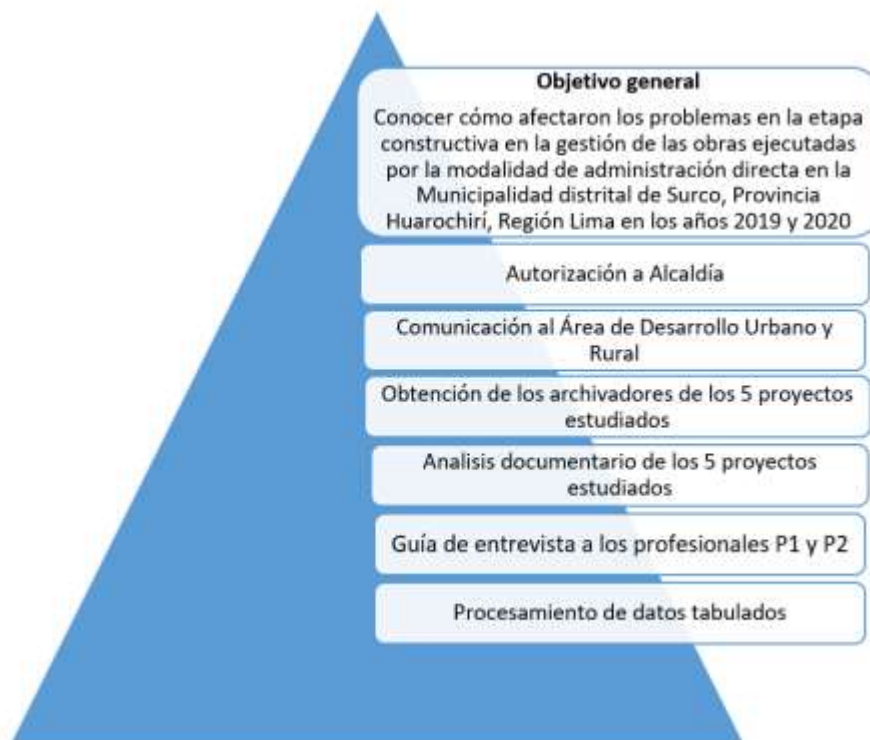 Objetivo general
Conocer cómo afectaron los problemas en la etapa
constructiva en la gestión de las obras ejecutadas
por la modalidad de administración directa en la
Municipalidad distrital de Surco, Provincia
Huarochirí, Región Lima en los años 2019 y 2020
Autorización a Alcaldía
Comunicación al Área de Desarrollo Urbano y
Rural
Obtención de los archivadores de los 5 proyectos
estudiados
Analisis documentario de los 5 proyectos
estudiados
Guía de entrevista a los profesionales P1 y P2
Procesamiento de datos tabulados